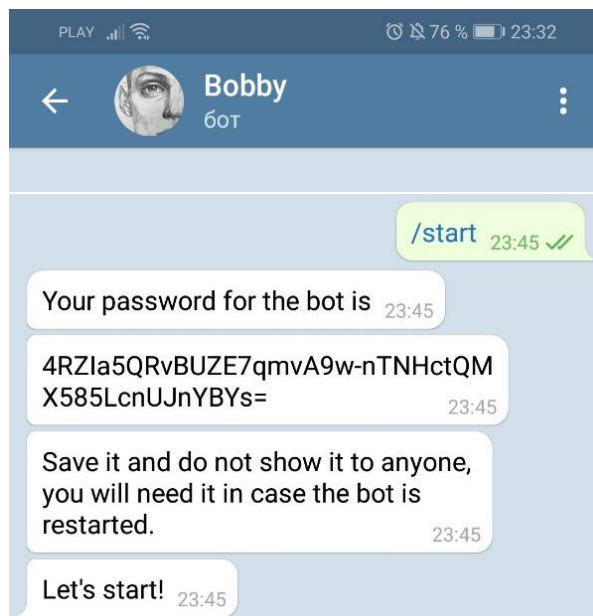 PLAY 76 % 23:32
Bobby
бот
/start 23:45
Your password for the bot is 23:45
4RZIa5QRvBUZE7qmvA9w-nTNHctQM
X585LcnUJnYBYs=
23:45
Save it and do not show it to anyone,
you will need it in case the bot is
restarted. 23:45
Let's start! 23:45